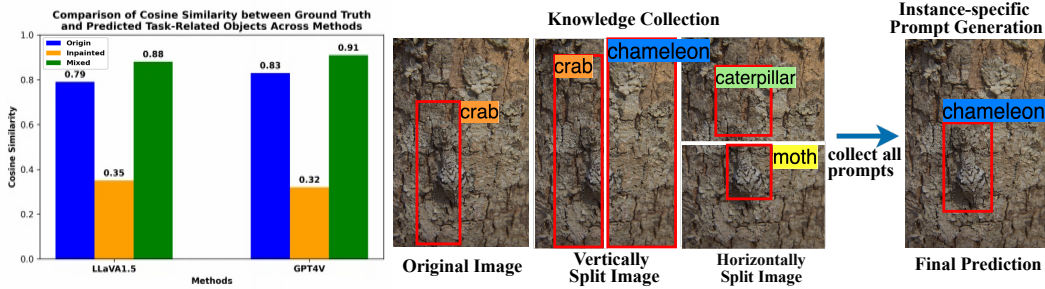 Comparison of Cosine Similarity between Ground Truth
and Predicted Task-Related Objects Across Methods
Cosine Similarity
1.0
0.8
0.6
0.4
0.2
0.0
Origin
Inpainted
Mixed
0.79
0.35
0.88
0.83
0.32
0.91
LLaVA1.5
GPT4V
Methods
Knowledge Collection
crab
Original Image
crab
chameleon
Vertically
Split Image
caterpillar
moth
Horizontally
Split Image
collect all
prompts
Instance-specific
Prompt Generation
chameleon
Final Prediction